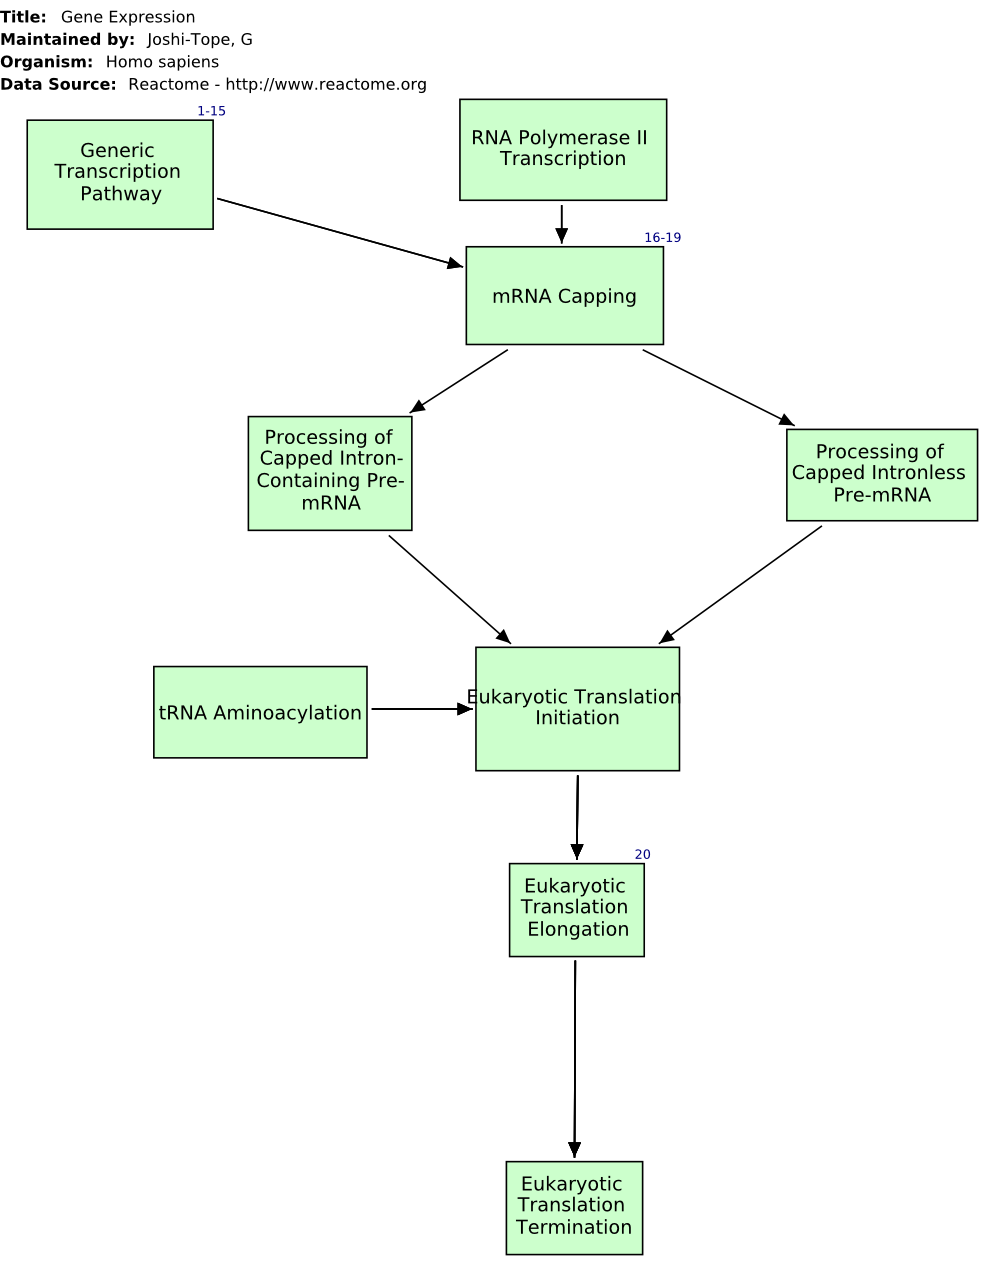 Title: Gene Expression
Maintained by: Joshi-Tope, G
Organism: Homo sapiens
Data Source: Reactome - http://www.reactome.org
1-15
Generic
Transcription
Pathway
RNA Polymerase II
Transcription
16-19
mRNA Capping
Processing of
Capped Intron-
Containing Pre-
mRNA
Processing of
Capped Intronless
Pre-mRNA
tRNA Aminoacylation
Eukaryotic Translation
Initiation
20
Eukaryotic
Translation
Elongation
Eukaryotic
Translation
Termination